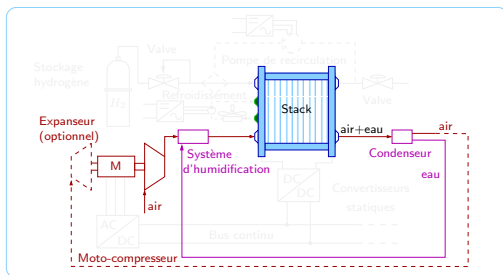 Valve
Stockage
hydrogène
Pompe de recirculation
H₂
Refroidissement
Valve
Stack
Expanseur
(optionnel)
air+eau
air
M
Système
d'humidification
Condenseur
eau
air
DC
DC
Convertisseurs
statiques
AC
DC
Bus continu
Moto-compresseur